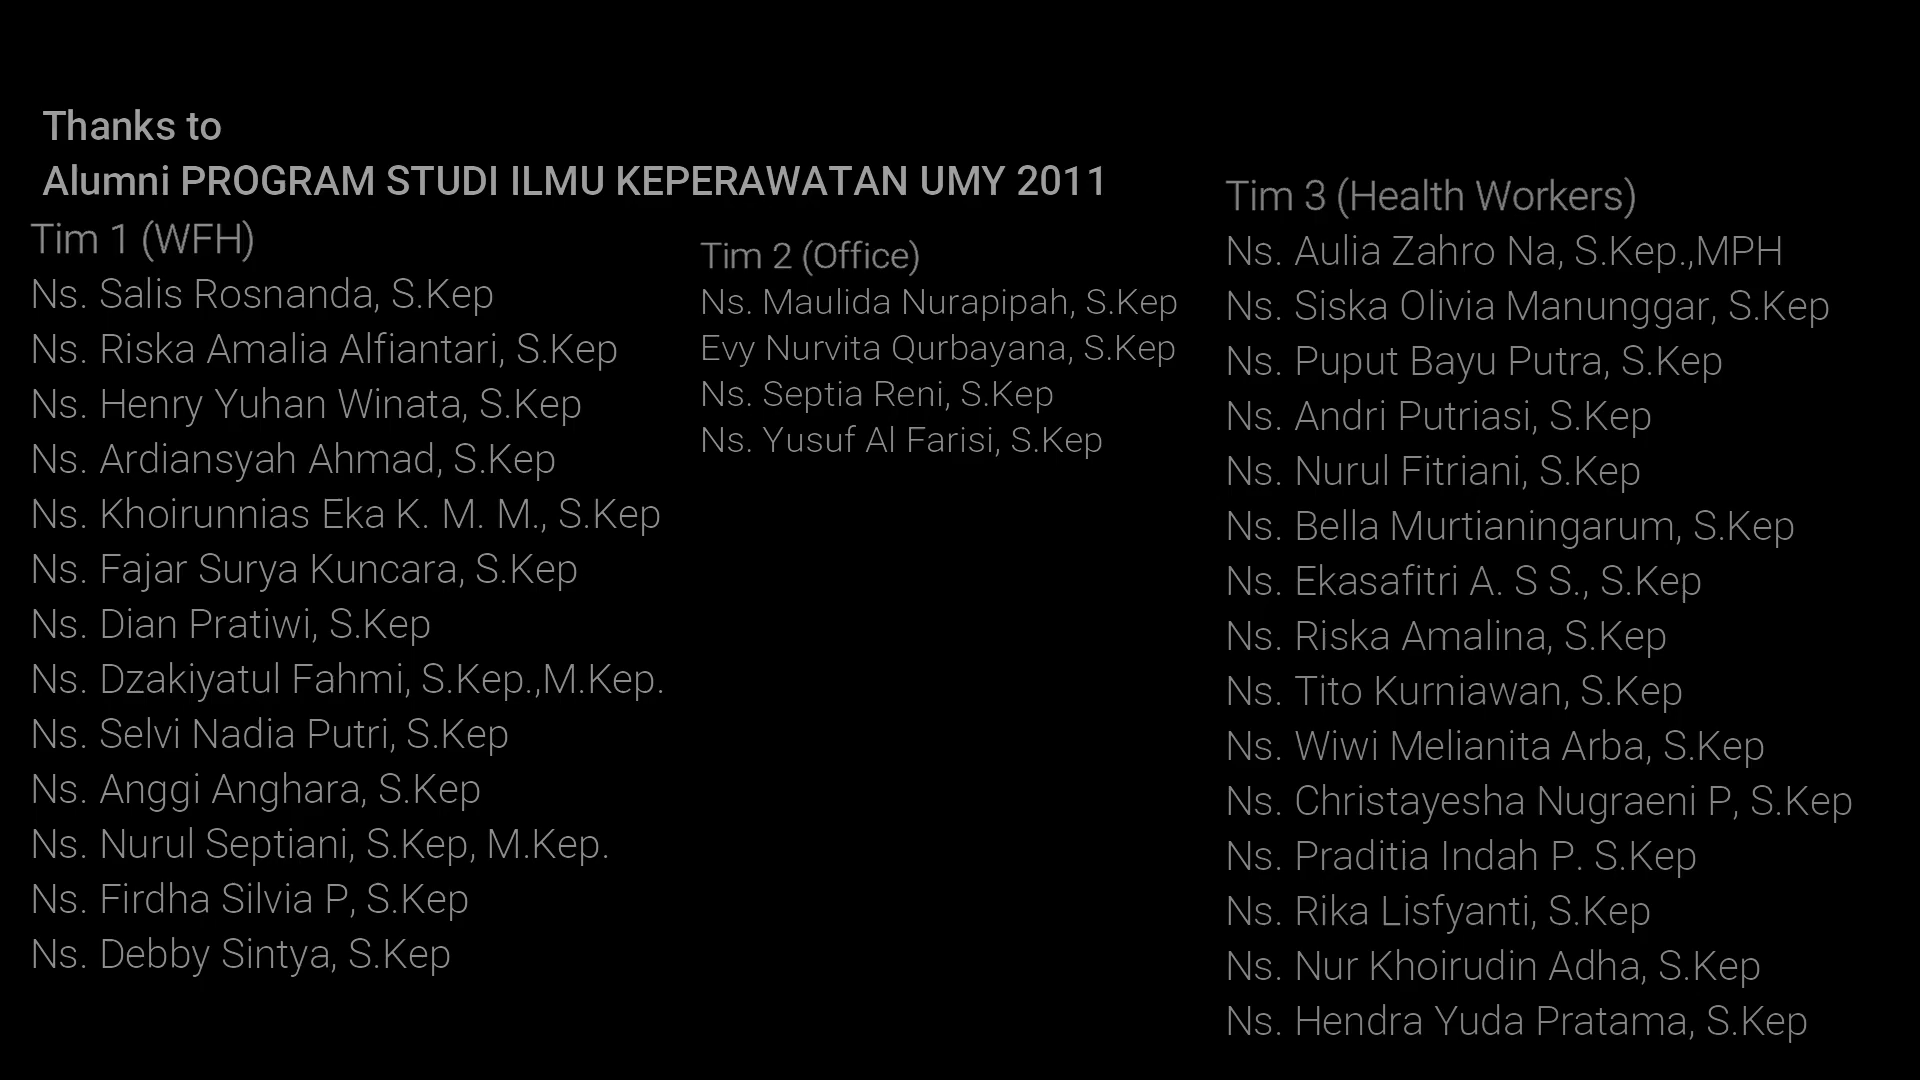 Thanks to
Alumni PROGRAM STUDI ILMU KEPERAWATAN UMY 2011
Tim 1 (WFH)
Ns. Salis Rosnanda, S.Kep
Ns. Riska Amalia Alfiantari, S.Kep
Ns. Henry Yuhan Winata, S.Kep
Ns. Ardiansyah Ahmad, S.Kep
Ns. Khoirunnias Eka K. M. M., S.Kep
Ns. Fajar Surya Kuncara, S.Kep
Ns. Dian Pratiwi, S.Kep
Ns. Dzakiyatul Fahmi, S.Kep.,M.Kep.
Ns. Selvi Nadia Putri, S.Kep
Ns. Anggi Anghara, S.Kep
Ns. Nurul Septiani, S.Kep, M.Kep.
Ns. Firdha Silvia P, S.Kep
Ns. Debby Sintya, S.Kep
Tim 2 (Office)
Ns. Maulida Nurapipah, S.Kep
Evy Nurvita Qurbayana, S.Kep
Ns. Septia Reni, S.Kep
Ns. Yusuf Al Farisi, S.Kep
Tim 3 (Health Workers)
Ns. Aulia Zahro Na, S.Kep.,MPH
Ns. Siska Olivia Manunggar, S.Kep
Ns. Puput Bayu Putra, S.Kep
Ns. Andri Putriasi, S.Kep
Ns. Nurul Fitriani, S.Kep
Ns. Bella Murtianingarum, S.Kep
Ns. Ekasafitri A. S S., S.Kep
Ns. Riska Amalina, S.Kep
Ns. Tito Kurniawan, S.Kep
Ns. Wiwi Melianita Arba, S.Kep
Ns. Christayesha Nugraeni P, S.Kep
Ns. Praditia Indah P. S.Kep
Ns. Rika Lisfyanti, S.Kep
Ns. Nur Khoirudin Adha, S.Kep
Ns. Hendra Yuda Pratama, S.Kep